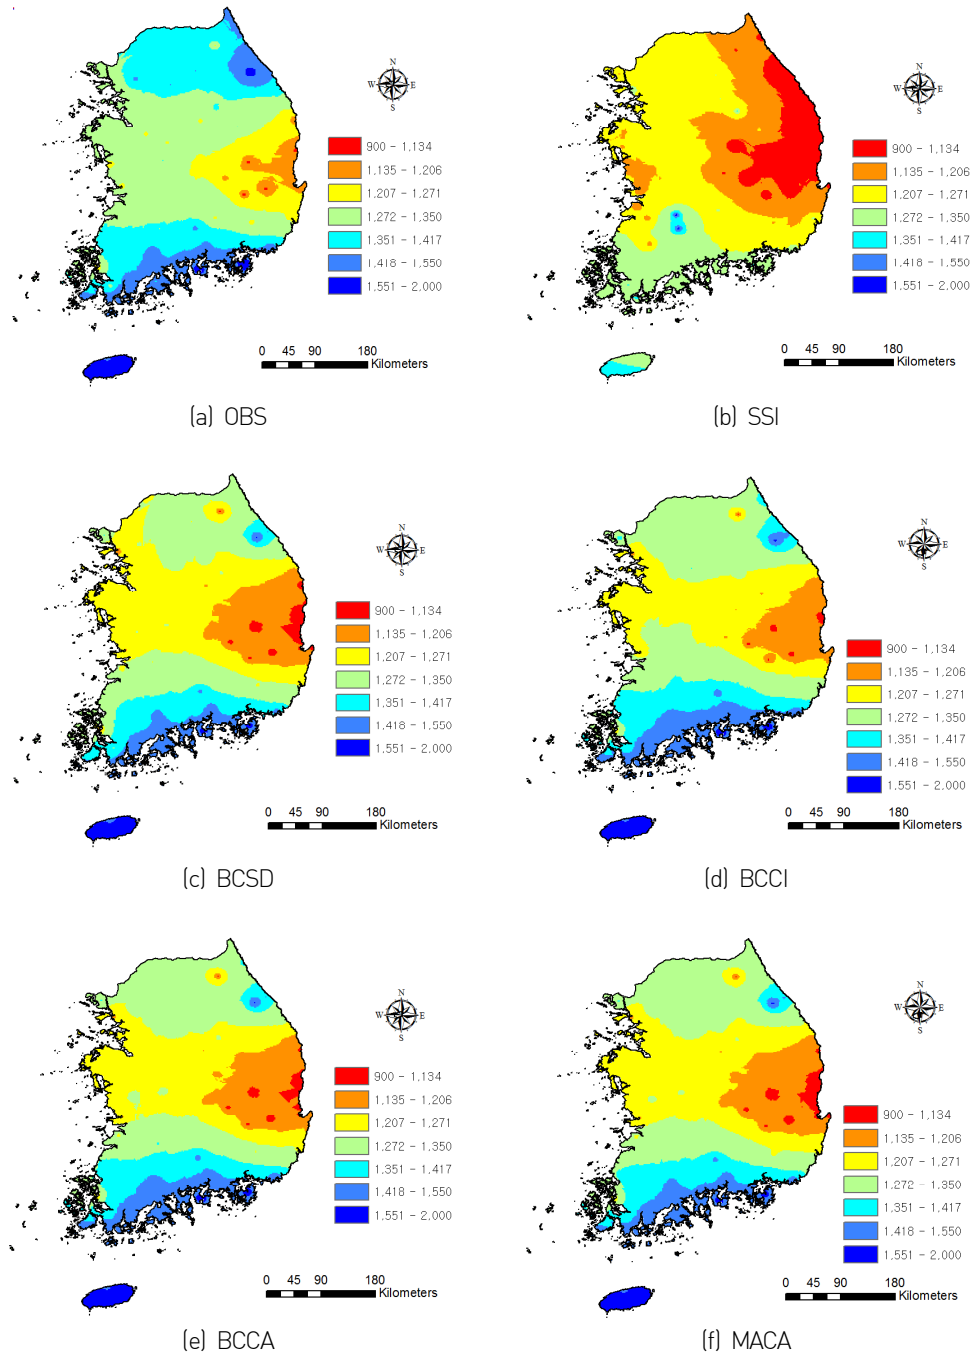 N
W E
S
900 - 1,134
1,135 - 1,206
1,207 - 1,271
1,272 - 1,350
1,351 - 1,417
1,418 - 1,550
1,551 - 2,000
0 45 90 180
Kilometers
(a) OBS
N
W E
S
900 - 1,134
1,135 - 1,206
1,207 - 1,271
1,272 - 1,350
1,351 - 1,417
1,418 - 1,550
1,551 - 2,000
0 45 90 180
Kilometers
(b) SSI
N
W E
S
900 - 1,134
1,135 - 1,206
1,207 - 1,271
1,272 - 1,350
1,351 - 1,417
1,418 - 1,550
1,551 - 2,000
0 45 90 180
Kilometers
(c) BCSD
N
W E
S
900 - 1,134
1,135 - 1,206
1,207 - 1,271
1,272 - 1,350
1,351 - 1,417
1,418 - 1,550
1,551 - 2,000
0 45 90 180
Kilometers
(d) BCCI
N
W E
S
900 - 1,134
1,135 - 1,206
1,207 - 1,271
1,272 - 1,350
1,351 - 1,417
1,418 - 1,550
1,551 - 2,000
0 45 90 180
Kilometers
(e) BCCA
N
W E
S
900 - 1,134
1,135 - 1,206
1,207 - 1,271
1,272 - 1,350
1,351 - 1,417
1,418 - 1,550
1,551 - 2,000
0 45 90 180
Kilometers
(f) MACA